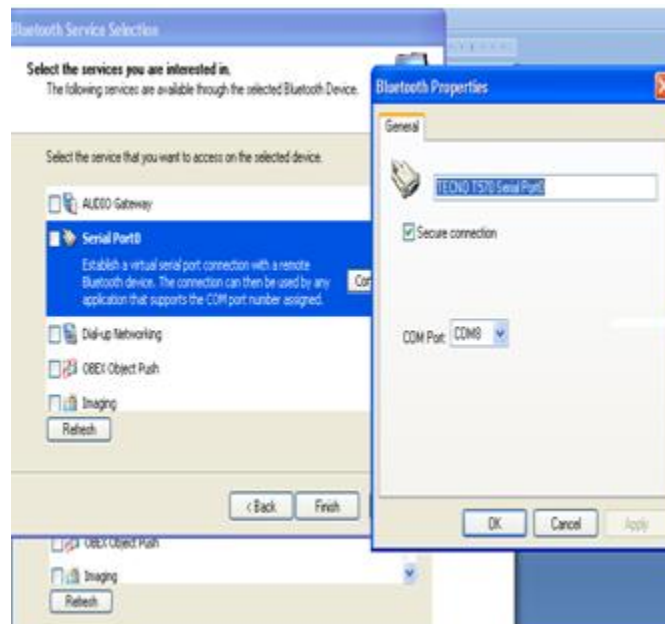 Bluetooth Service Selection
Select the services you are interested in.
The following services are available through the selected Bluetooth Device.
Select the service that you want to access on the selected device.
AUDIO Gateway
Serial Port0
Establish a virtual serial port connection with a remote
Bluetooth device. The connection can then be used by any
application that supports the COM port number assigned.
Dial-up Networking
OBEX Object Push
Imaging
Refresh
< Back
Finish
OBEX Object Push
Imaging
Refresh
Bluetooth Properties
General
TECNO T570 Serial Port0
Secure connection
COM Port:
COM8
OK
Cancel
Apply